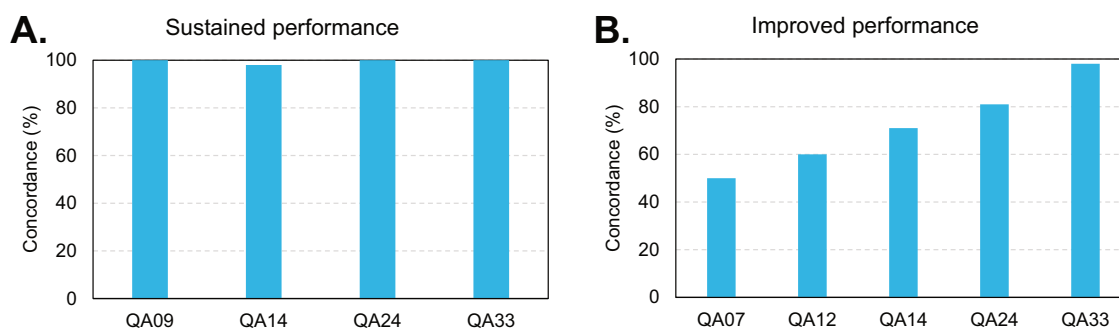 A.
Sustained performance
Concordance (%)
100
80
60
40
20
0
QA09 QA14 QA24 QA33
B.
Improved performance
Concordance (%)
100
80
60
40
20
0
QA07 QA12 QA14 QA24 QA33